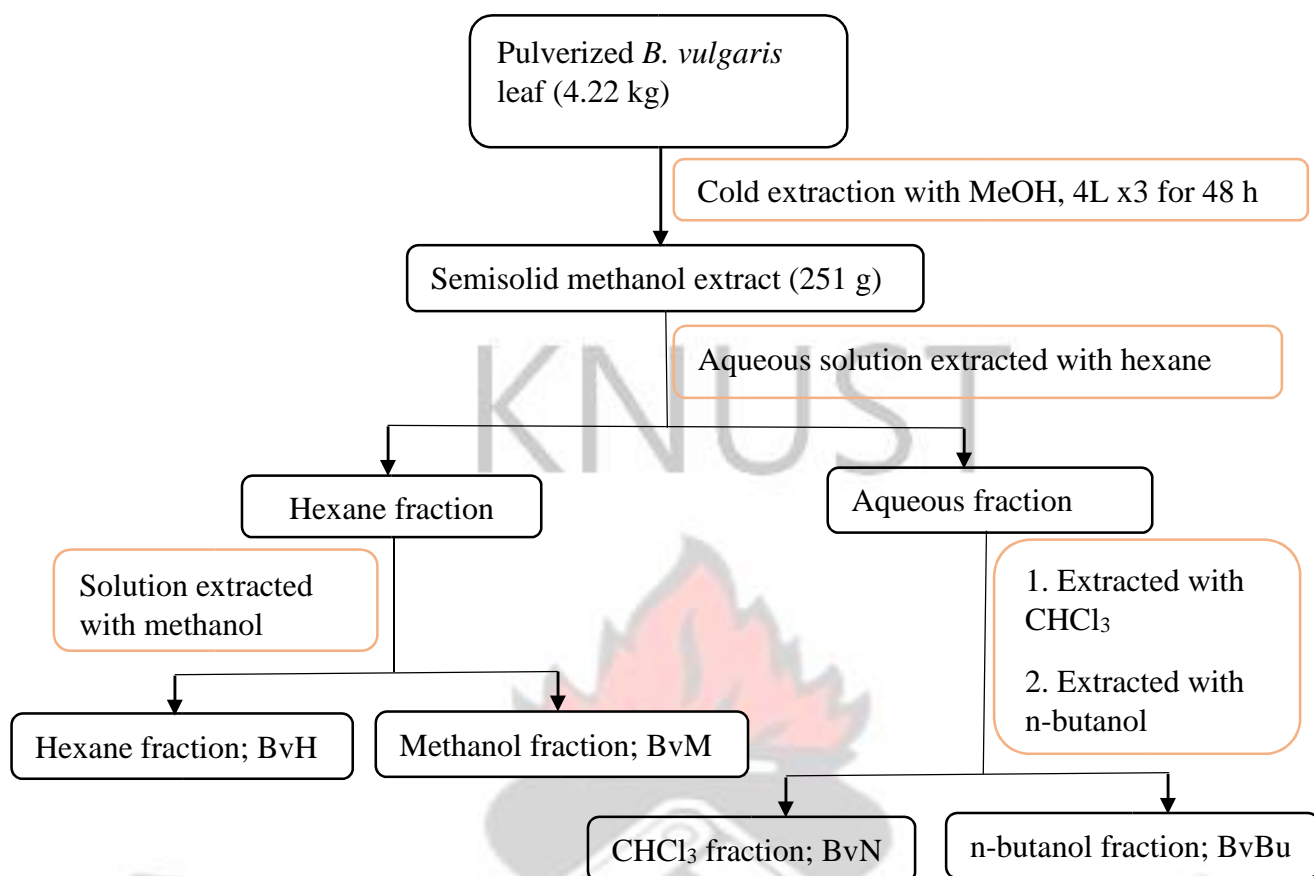 Pulverized B. vulgaris
leaf (4.22 kg)
Cold extraction with MeOH, 4L x3 for 48 h
Semisolid methanol extract (251 g)
Aqueous solution extracted with hexane
KNUST
Hexane fraction
Aqueous fraction
Solution extracted
with methanol
1. Extracted with
CHCl₃
2. Extracted with
n-butanol
Hexane fraction; BvH
Methanol fraction; BvM
CHCl₃ fraction; BvN
n-butanol fraction; BvBu